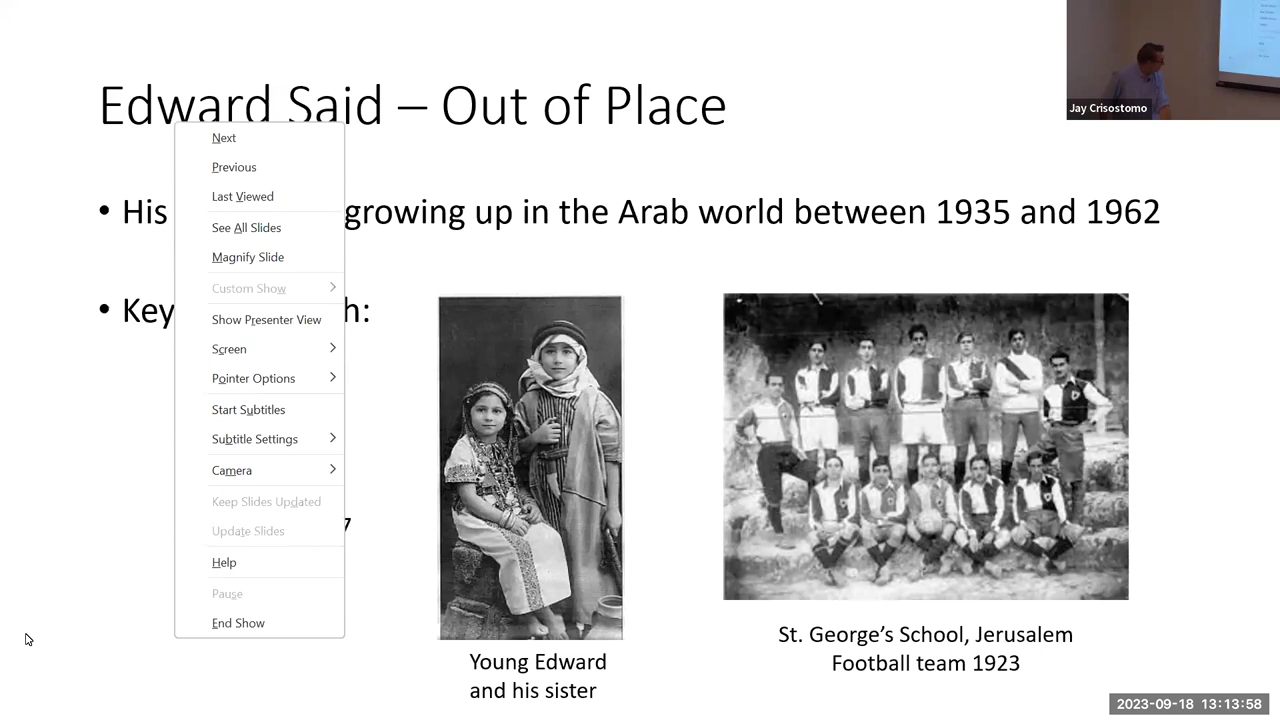 Jay Crisostomo
Edward Said – Out of Place
• His growing up in the Arab world between 1935 and 1962
• Key h:
7
Next
Previous
Last Viewed
See All Slides
Magnify Slide
Custom Show
Show Presenter View
Screen
Pointer Options
Start Subtitles
Subtitle Settings
Camera
Keep Slides Updated
Update Slides
Help
Pause
End Show
Young Edward
and his sister
St. George’s School, Jerusalem
Football team 1923
2023-09-18 13:13:58